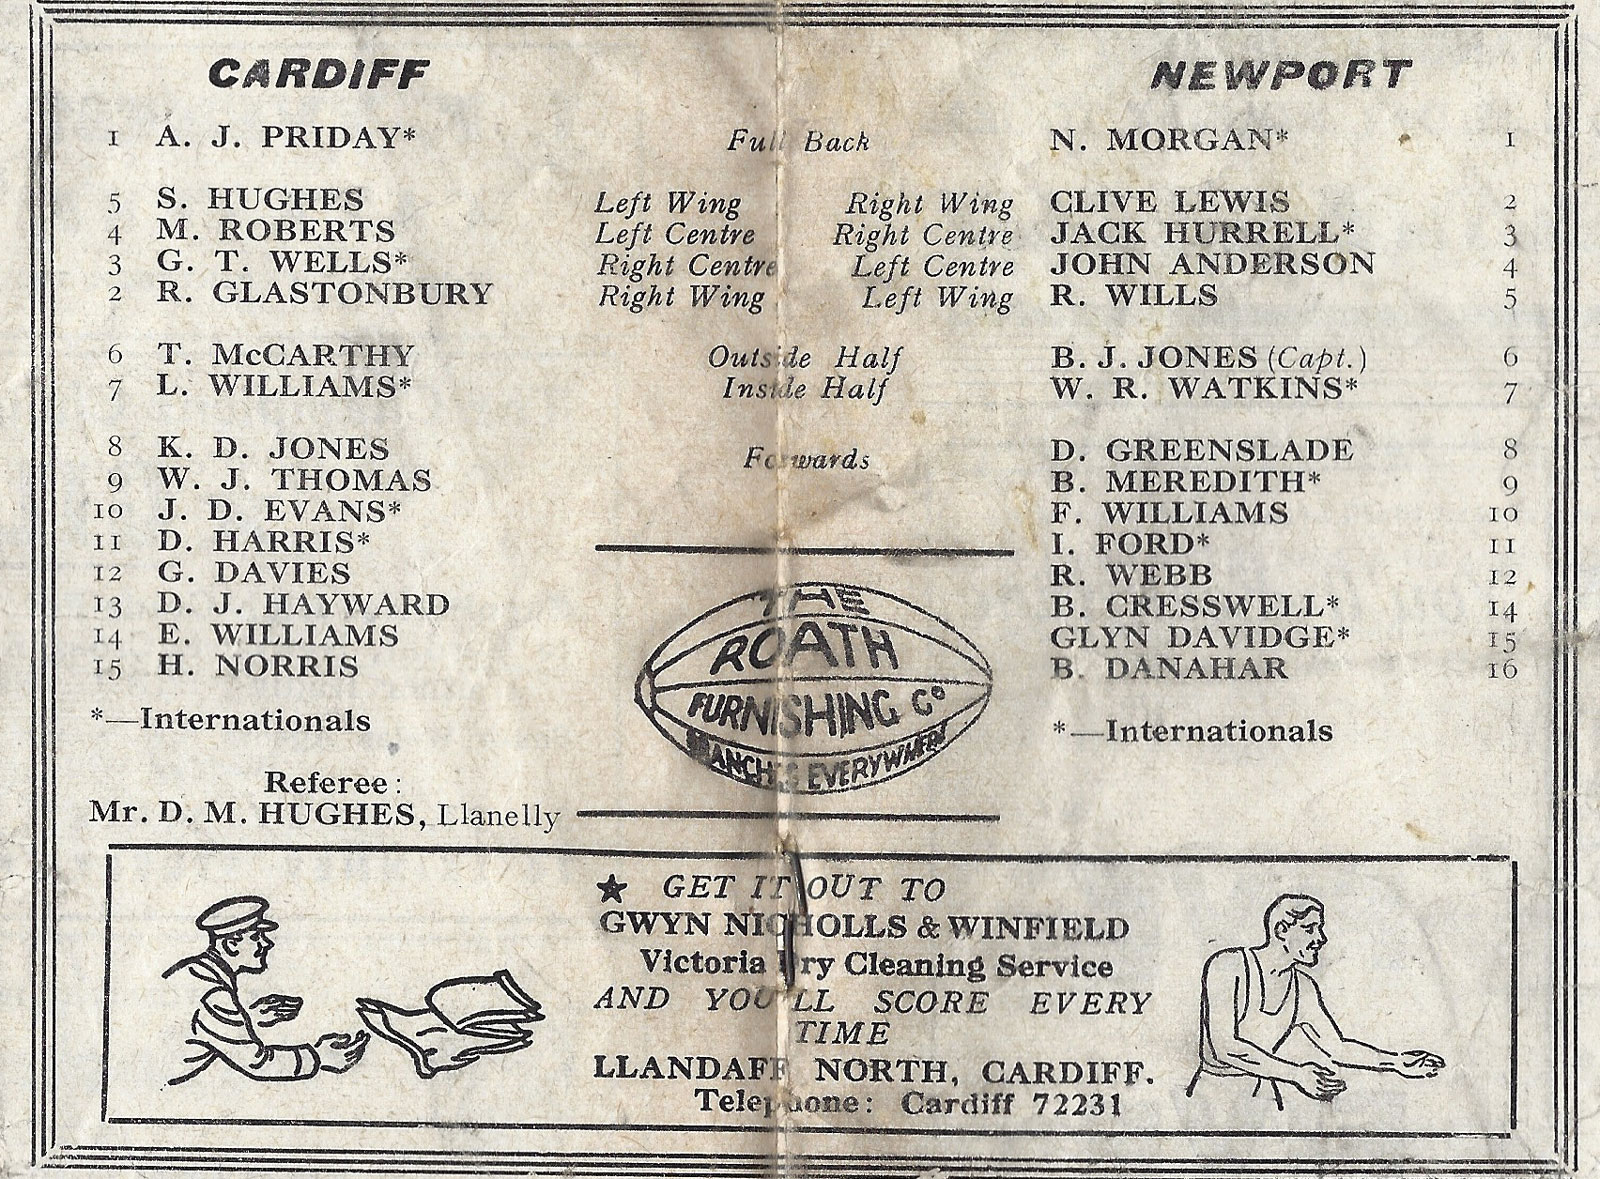 CARDIFF NEWPORT
1 A. J. PRIDAY* Full Back N. MORGAN* 1
5 S. HUGHES Left Wing Right Wing CLIVE LEWIS 2
4 M. ROBERTS Left Centre Right Centre JACK HURRELL* 3
3 G. T. WELLS* Right Centre Left Centre JOHN ANDERSON 4
2 R. GLASTONBURY Right Wing Left Wing R. WILLS 5
6 T. McCARTHY Outside Half B. J. JONES (Capt.) 6
7 L. WILLIAMS* Inside Half W. R. WATKINS* 7
8 K. D. JONES Forwards D. GREENSLADE 8
9 W. J. THOMAS B. MEREDITH* 9
10 J. D. EVANS* F. WILLIAMS 10
11 D. HARRIS* I. FORD* 11
12 G. DAVIES R. WEBB 12
13 D. J. HAYWARD B. CRESSWELL* 14
14 E. WILLIAMS GLYN DAVIDGE* 15
15 H. NORRIS B. DANAHAR 16
*—Internationals *—Internationals
Referee:
Mr. D. M. HUGHES, Llanelly
THE
ROATH
FURNISHING Co
BRANCHES EVERYWHERE
★ GET IT OUT TO
GWYN NICHOLLS & WINFIELD
Victoria Dry Cleaning Service
AND YOU'LL SCORE EVERY
TIME
LLANDAFF NORTH, CARDIFF.
Telephone: Cardiff 72231